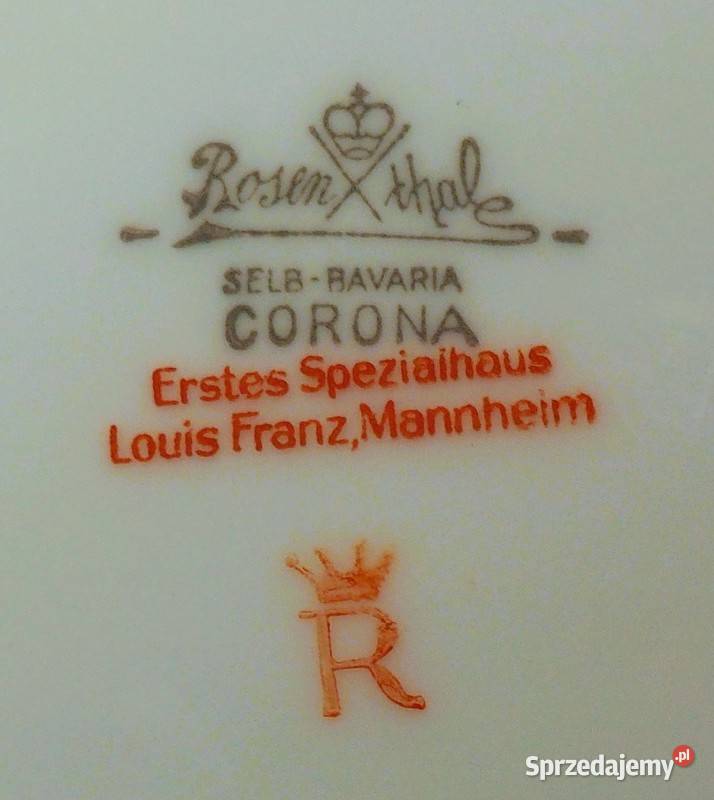 Rosenthal
SELB-BAVARIA
CORONA
Erstes Spezialhaus
Louis Franz, Mannheim
R
Sprzedajemy.pl